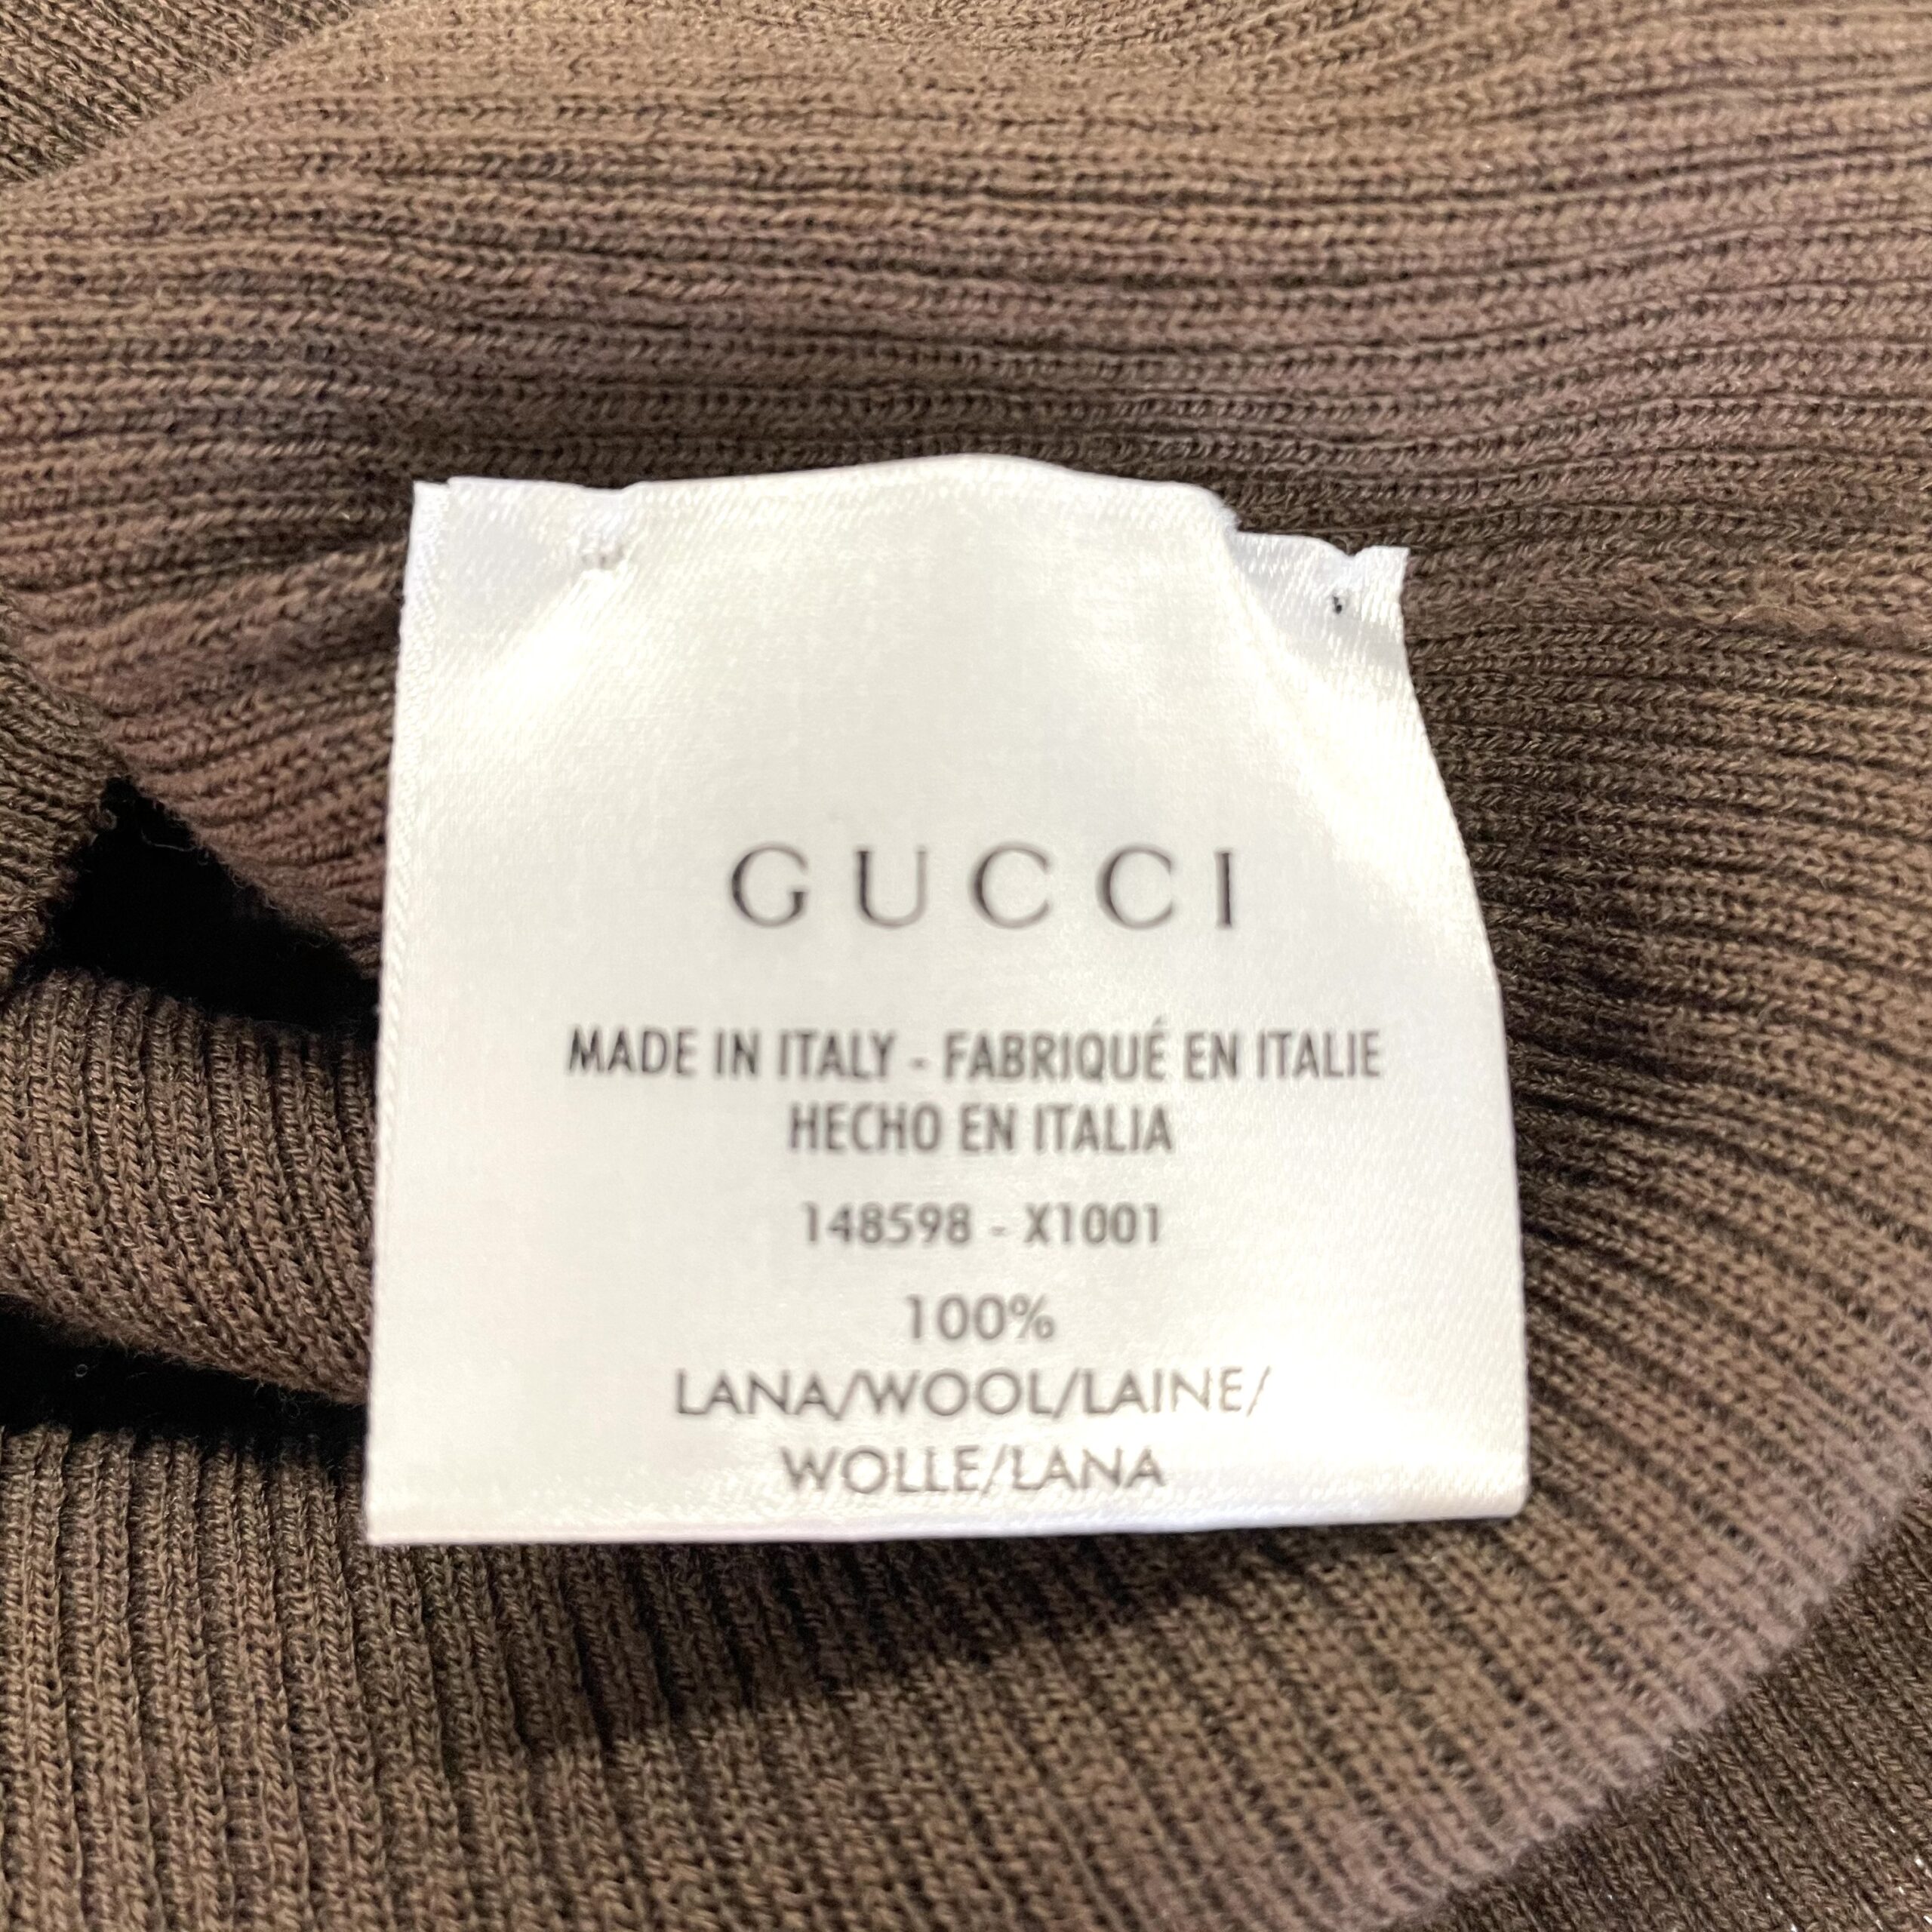 GUCCI
MADE IN ITALY - FABRIQUÉ EN ITALIE
HECHO EN ITALIA
148598 - X1001
100%
LANA/WOOL/LAINE/
WOLLE/LANA